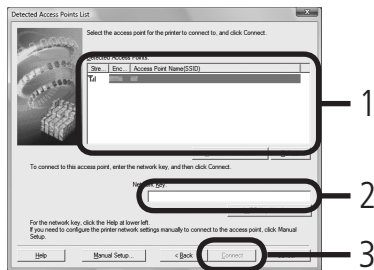 Detected Access Points List
Select the access point for the printer to connect to, and click Connect.
Detected Access Points:
Stre... Enc... Access Point Name(SSID)
1
To connect to this access point, enter the network key, and then click Connect.
Network Key:
2
For the network key, click the Help at lower left.
If you need to configure the printer network settings manually to connect to the access point, click Manual Setup.
Help Manual Setup... < Back Connect
3